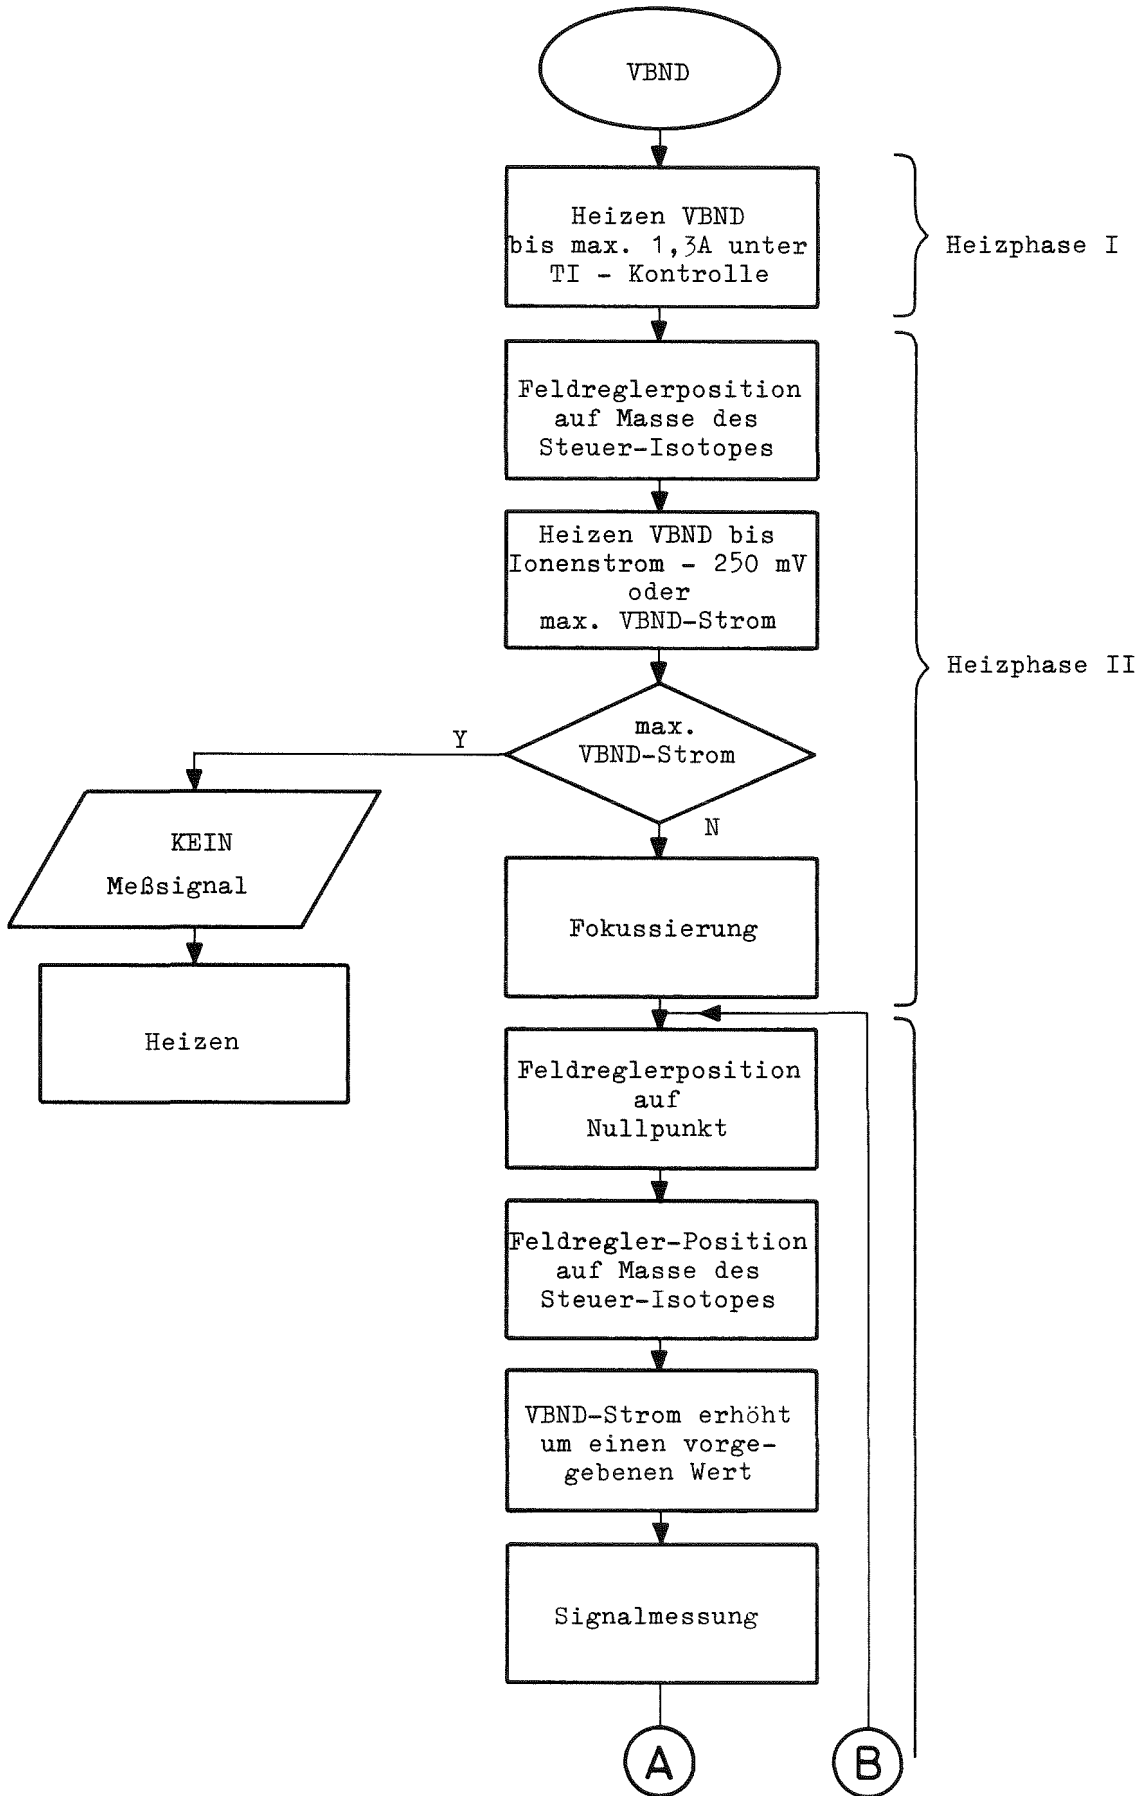 VBND
Heizen VBND
bis max. 1,3A unter
TI - Kontrolle
Heizphase I
Feldreglerposition
auf Masse des
Steuer-Isotopes
Heizen VBND bis
Ionenstrom - 250 mV
oder
max. VBND-Strom
Heizphase II
max.
VBND-Strom
Y
N
KEIN
Meßsignal
Heizen
Fokussierung
Feldreglerposition
auf
Nullpunkt
Feldregler-Position
auf Masse des
Steuer-Isotopes
VBND-Strom erhöht
um einen vorge-
gebenen Wert
Signalmessung
A
B